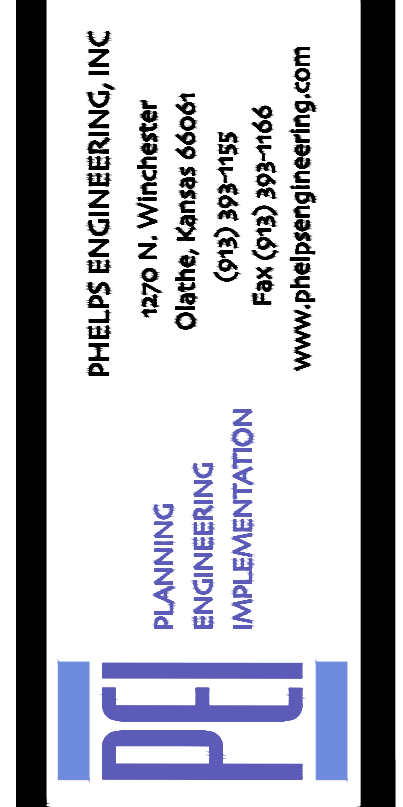 PEI
PLANNING
ENGINEERING
IMPLEMENTATION
PHELPS ENGINEERING, INC
1270 N. Winchester
Olathe, Kansas 66061
(913) 393-1155
Fax (913) 393-1166
www.phelpsengineering.com